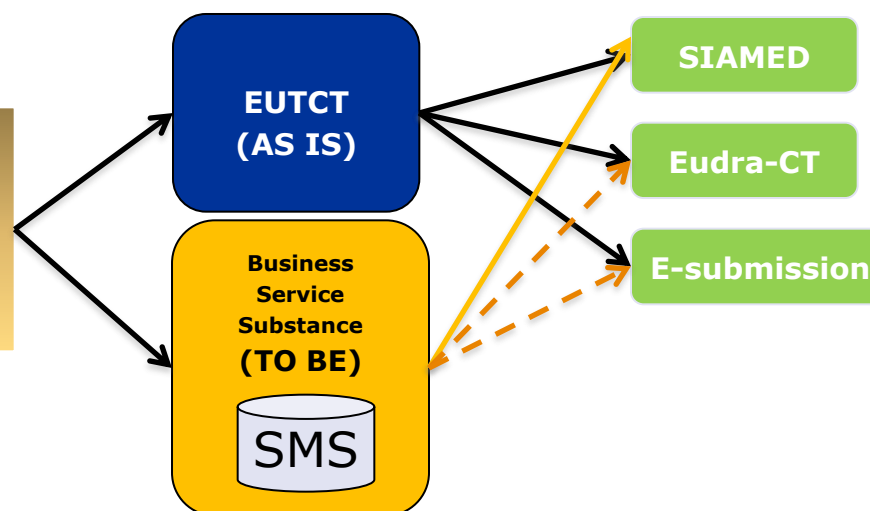 EUTCT
(AS IS)
Business
Service
Substance
(TO BE)
SMS
SIAMED
Eudra-CT
E-submission